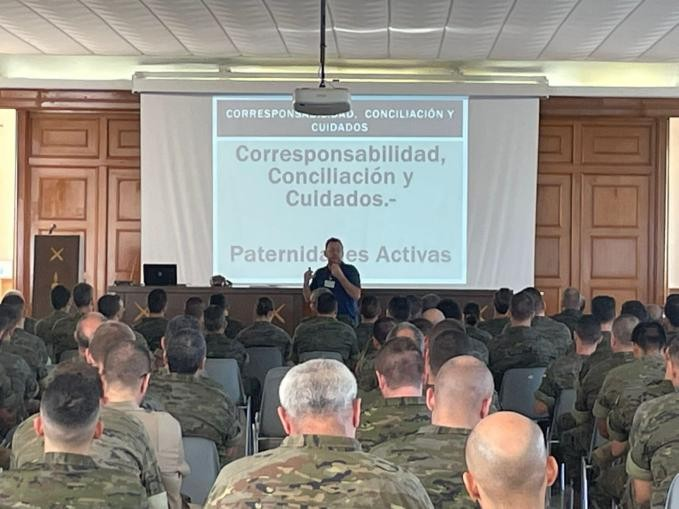 CORRESPONSABILIDAD, CONCILIACIÓN Y
CUIDADOS
Corresponsabilidad,
Conciliación y
Cuidados.-
Paternidades Activas